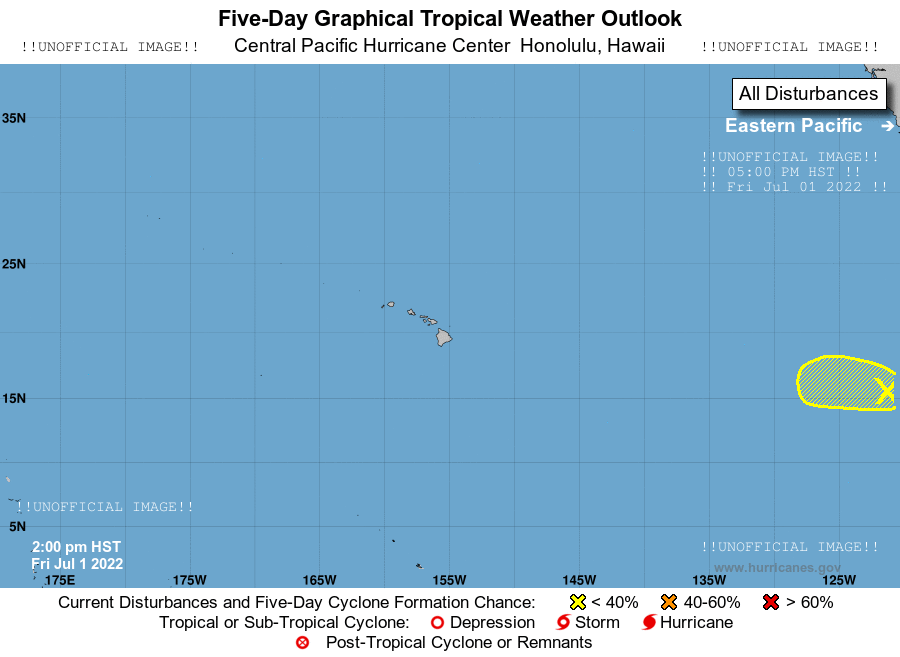 Five-Day Graphical Tropical Weather Outlook
!!UNOFFICIAL IMAGE!! Central Pacific Hurricane Center Honolulu, Hawaii !!UNOFFICIAL IMAGE!!
All Disturbances
35N
Eastern Pacific
!!UNOFFICIAL IMAGE!!
!! 05:00 PM HST !!
!! Fri Jul 01 2022 !!
25N
15N
!!UNOFFICIAL IMAGE!!
5N
2:00 pm HST
Fri Jul 1 2022
!!UNOFFICIAL IMAGE!!
www.hurricanes.gov
175E 175W 165W 155W 145W 135W 125W
Current Disturbances and Five-Day Cyclone Formation Chance: < 40% 40-60% > 60%
Tropical or Sub-Tropical Cyclone: Depression Storm Hurricane
Post-Tropical Cyclone or Remnants